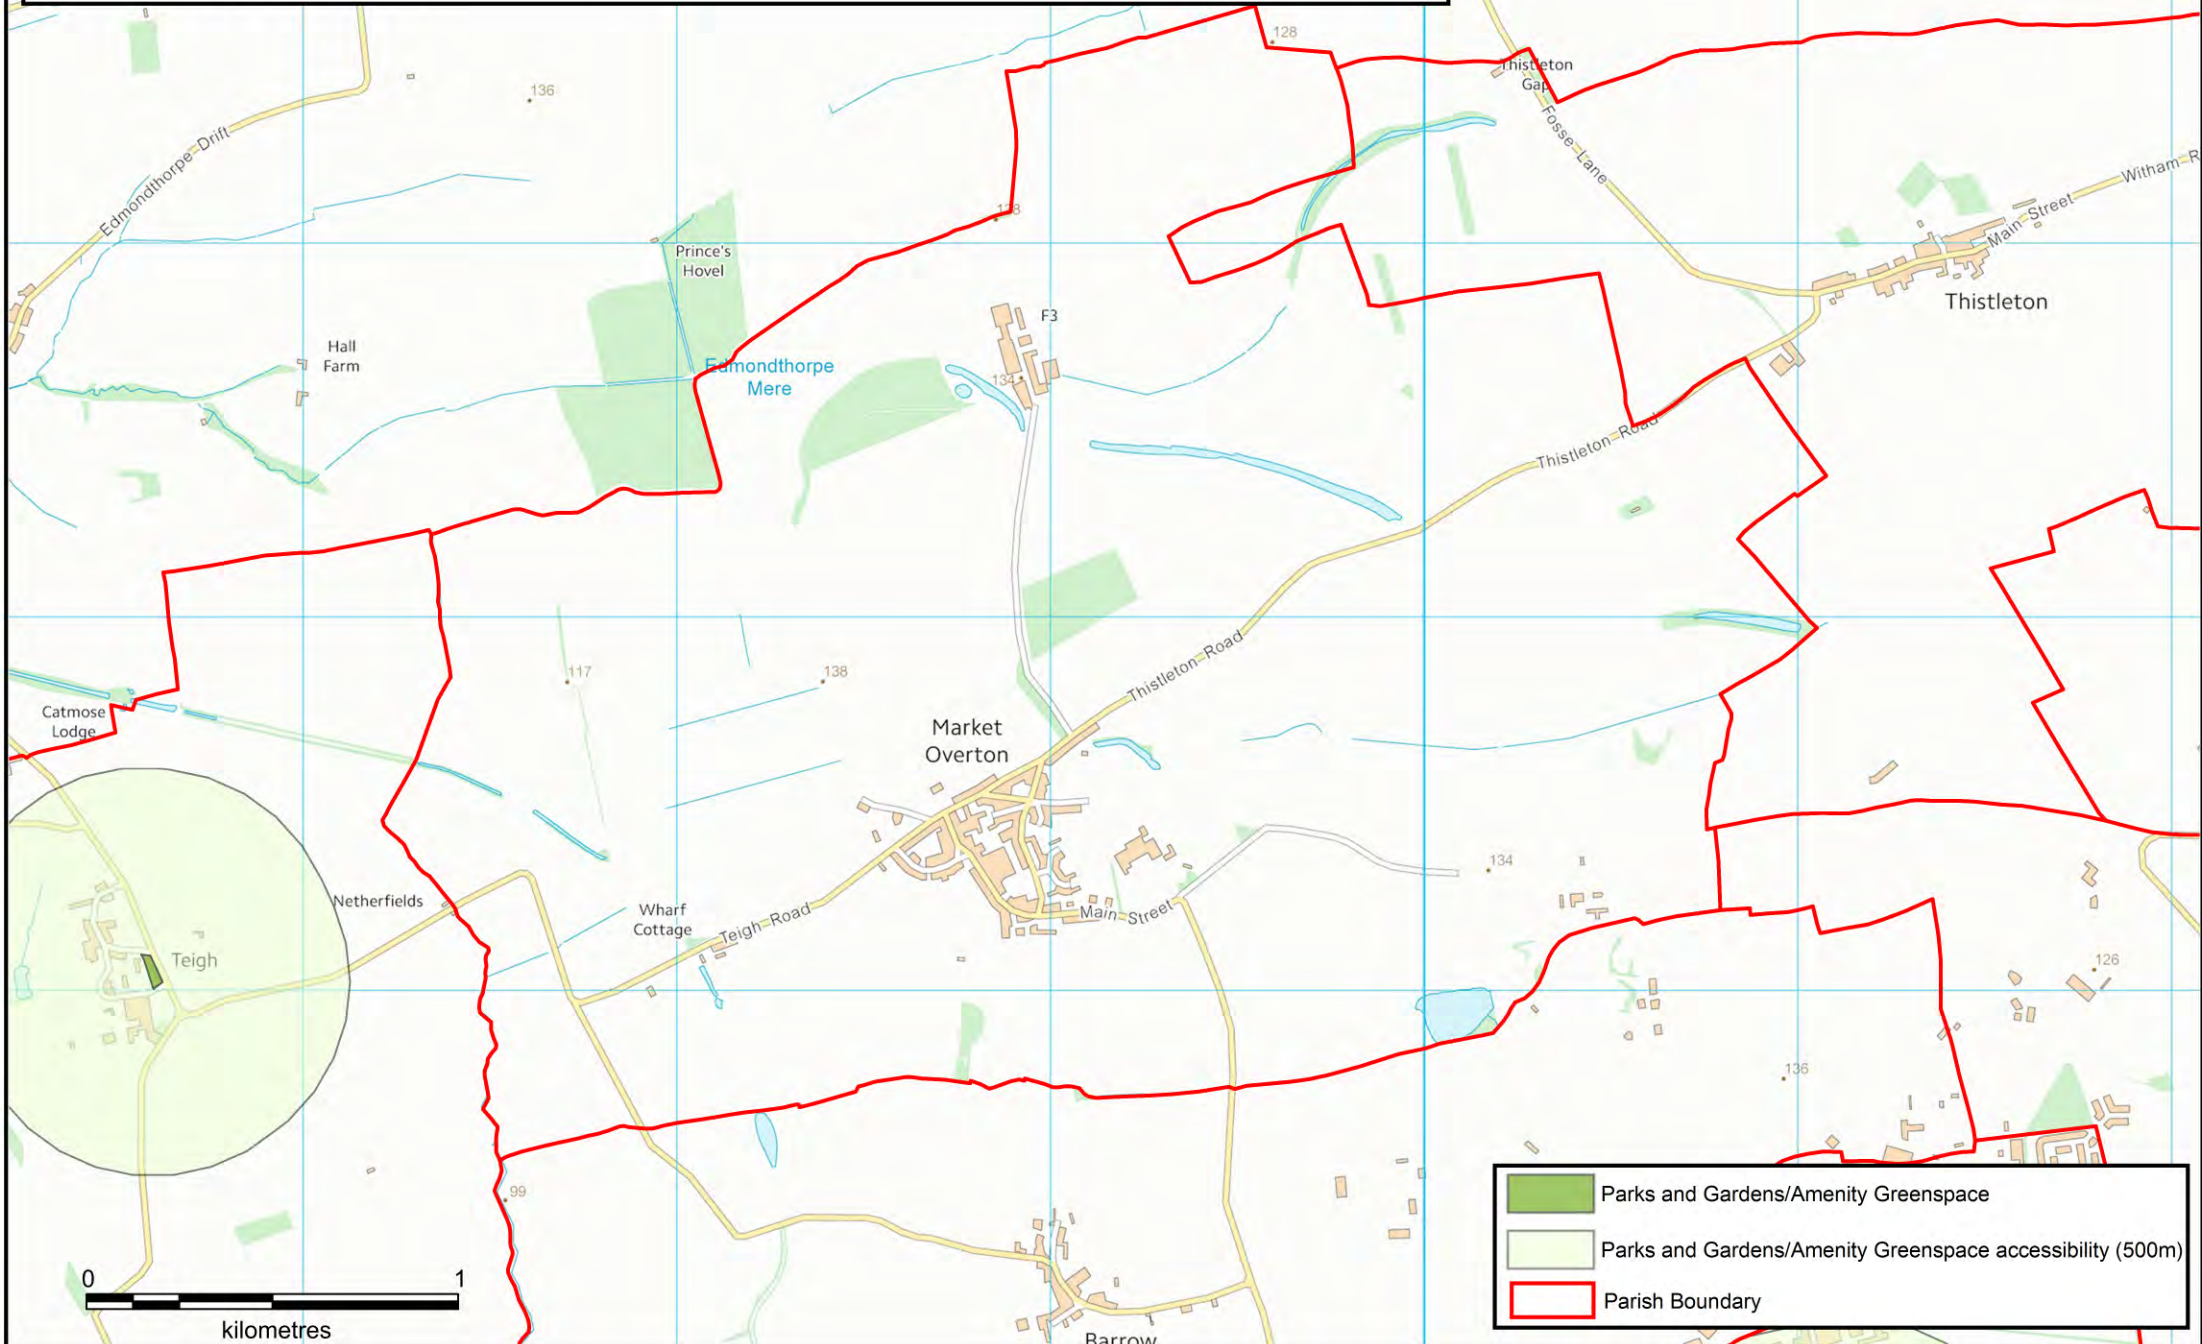 128
Thistleton
Gap
136
Edmondthorpe Drift
Fosse Lane
Witham R
Main Street
138
Prince's
Hovel
Thistleton
F3
Hall
Farm
Edmondthorpe
Mere
134
Thistleton Road
117
138
Thistleton Road
Catmose
Lodge
Market
Overton
134
Netherfields
Wharf
Cottage
Teigh Road
Main Street
Teigh
126
136
99
0 1
kilometres
Barrow
Parks and Gardens/Amenity Greenspace
Parks and Gardens/Amenity Greenspace accessibility (500m)
Parish Boundary